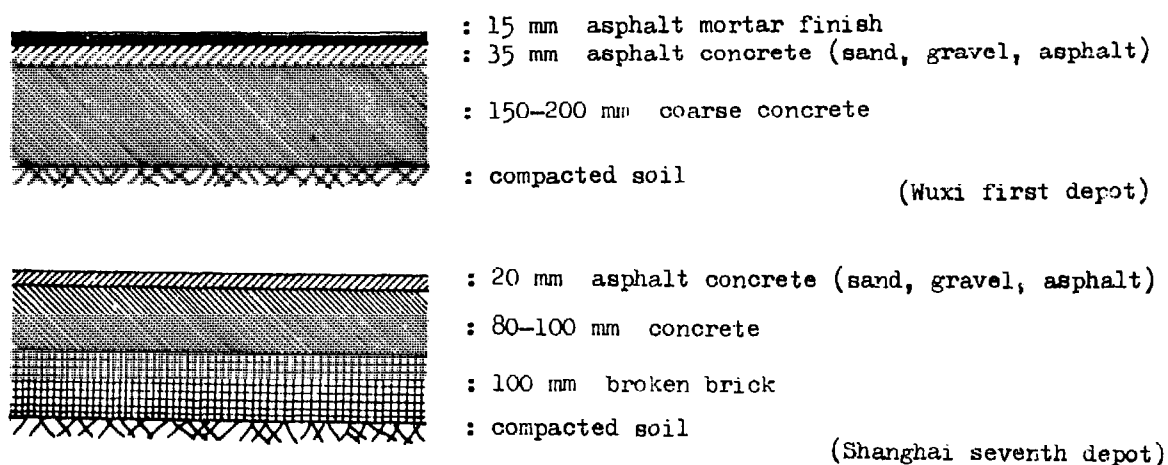 : 15 mm asphalt mortar finish
: 35 mm asphalt concrete (sand, gravel, asphalt)
: 150-200 mm coarse concrete
: compacted soil
(Wuxi first depot)
: 20 mm asphalt concrete (sand, gravel, asphalt)
: 80-100 mm concrete
: 100 mm broken brick
: compacted soil
(Shanghai seventh depot)